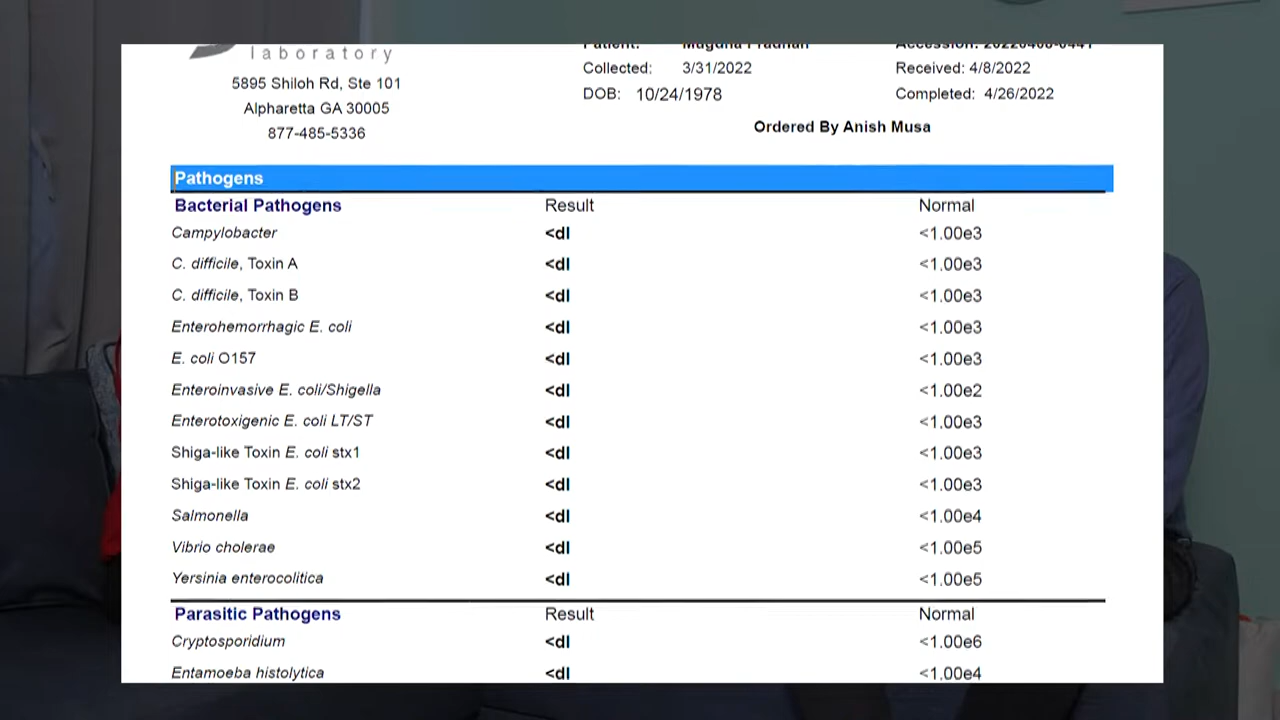 laboratory
5895 Shiloh Rd, Ste 101
Alpharetta GA 30005
877-485-5336
Patient: Mugdha Pradhan
Collected: 3/31/2022
DOB: 10/24/1978
Accession: 20220408-0441
Received: 4/8/2022
Completed: 4/26/2022
Ordered By Anish Musa
Pathogens
Bacterial Pathogens Result Normal
Campylobacter <dl <1.00e3
C. difficile, Toxin A <dl <1.00e3
C. difficile, Toxin B <dl <1.00e3
Enterohemorrhagic E. coli <dl <1.00e3
E. coli O157 <dl <1.00e3
Enteroinvasive E. coli/Shigella <dl <1.00e2
Enterotoxigenic E. coli LT/ST <dl <1.00e3
Shiga-like Toxin E. coli stx1 <dl <1.00e3
Shiga-like Toxin E. coli stx2 <dl <1.00e3
Salmonella <dl <1.00e4
Vibrio cholerae <dl <1.00e5
Yersinia enterocolitica <dl <1.00e5
Parasitic Pathogens Result Normal
Cryptosporidium <dl <1.00e6
Entamoeba histolytica <dl <1.00e4